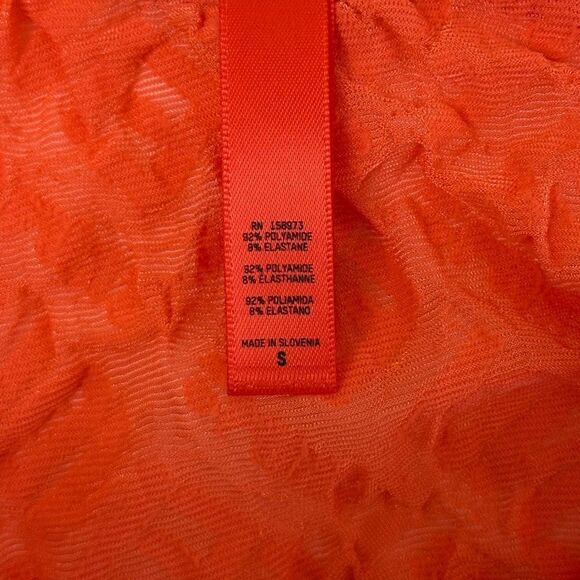 RN 158973
92% POLYAMIDE
8% ELASTANE
92% POLYAMIDE
8% ELASTHANNE
92% POLIAMIDA
8% ELASTANO
MADE IN SLOVENIA
S